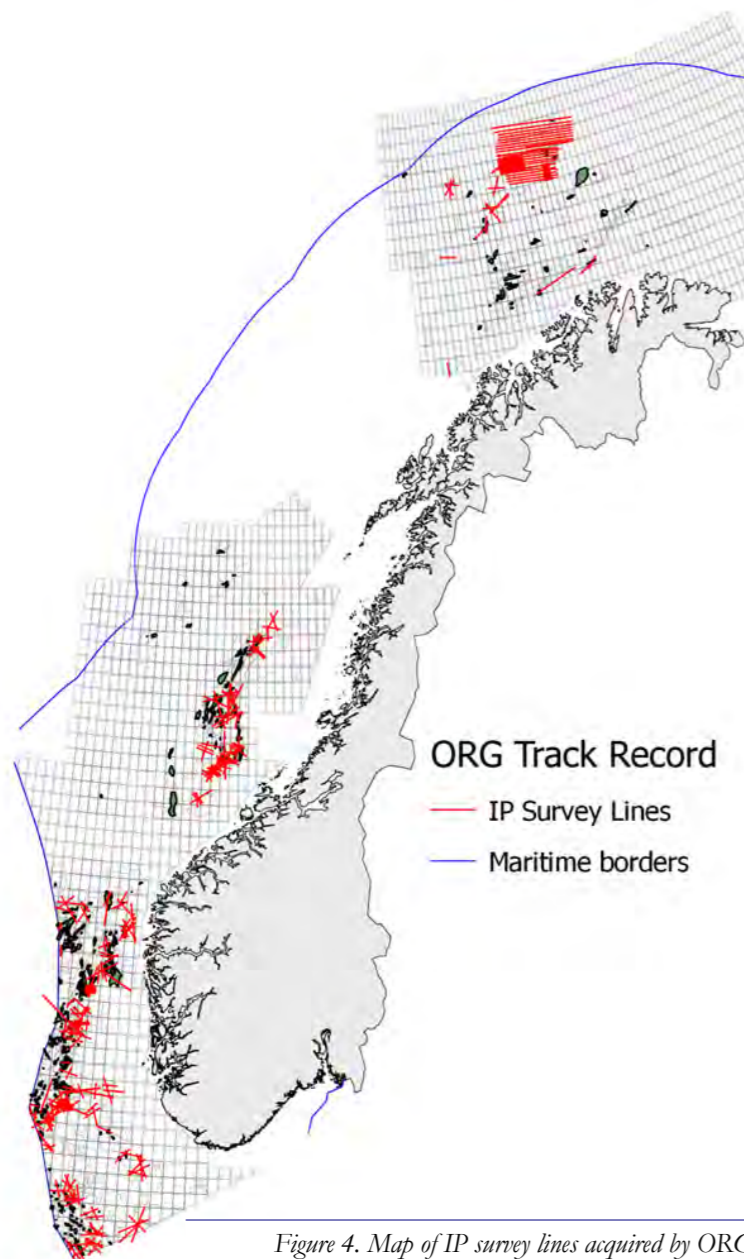 ORG Track Record
IP Survey Lines
Maritime borders
Figure 4. Map of IP survey lines acquired by ORG